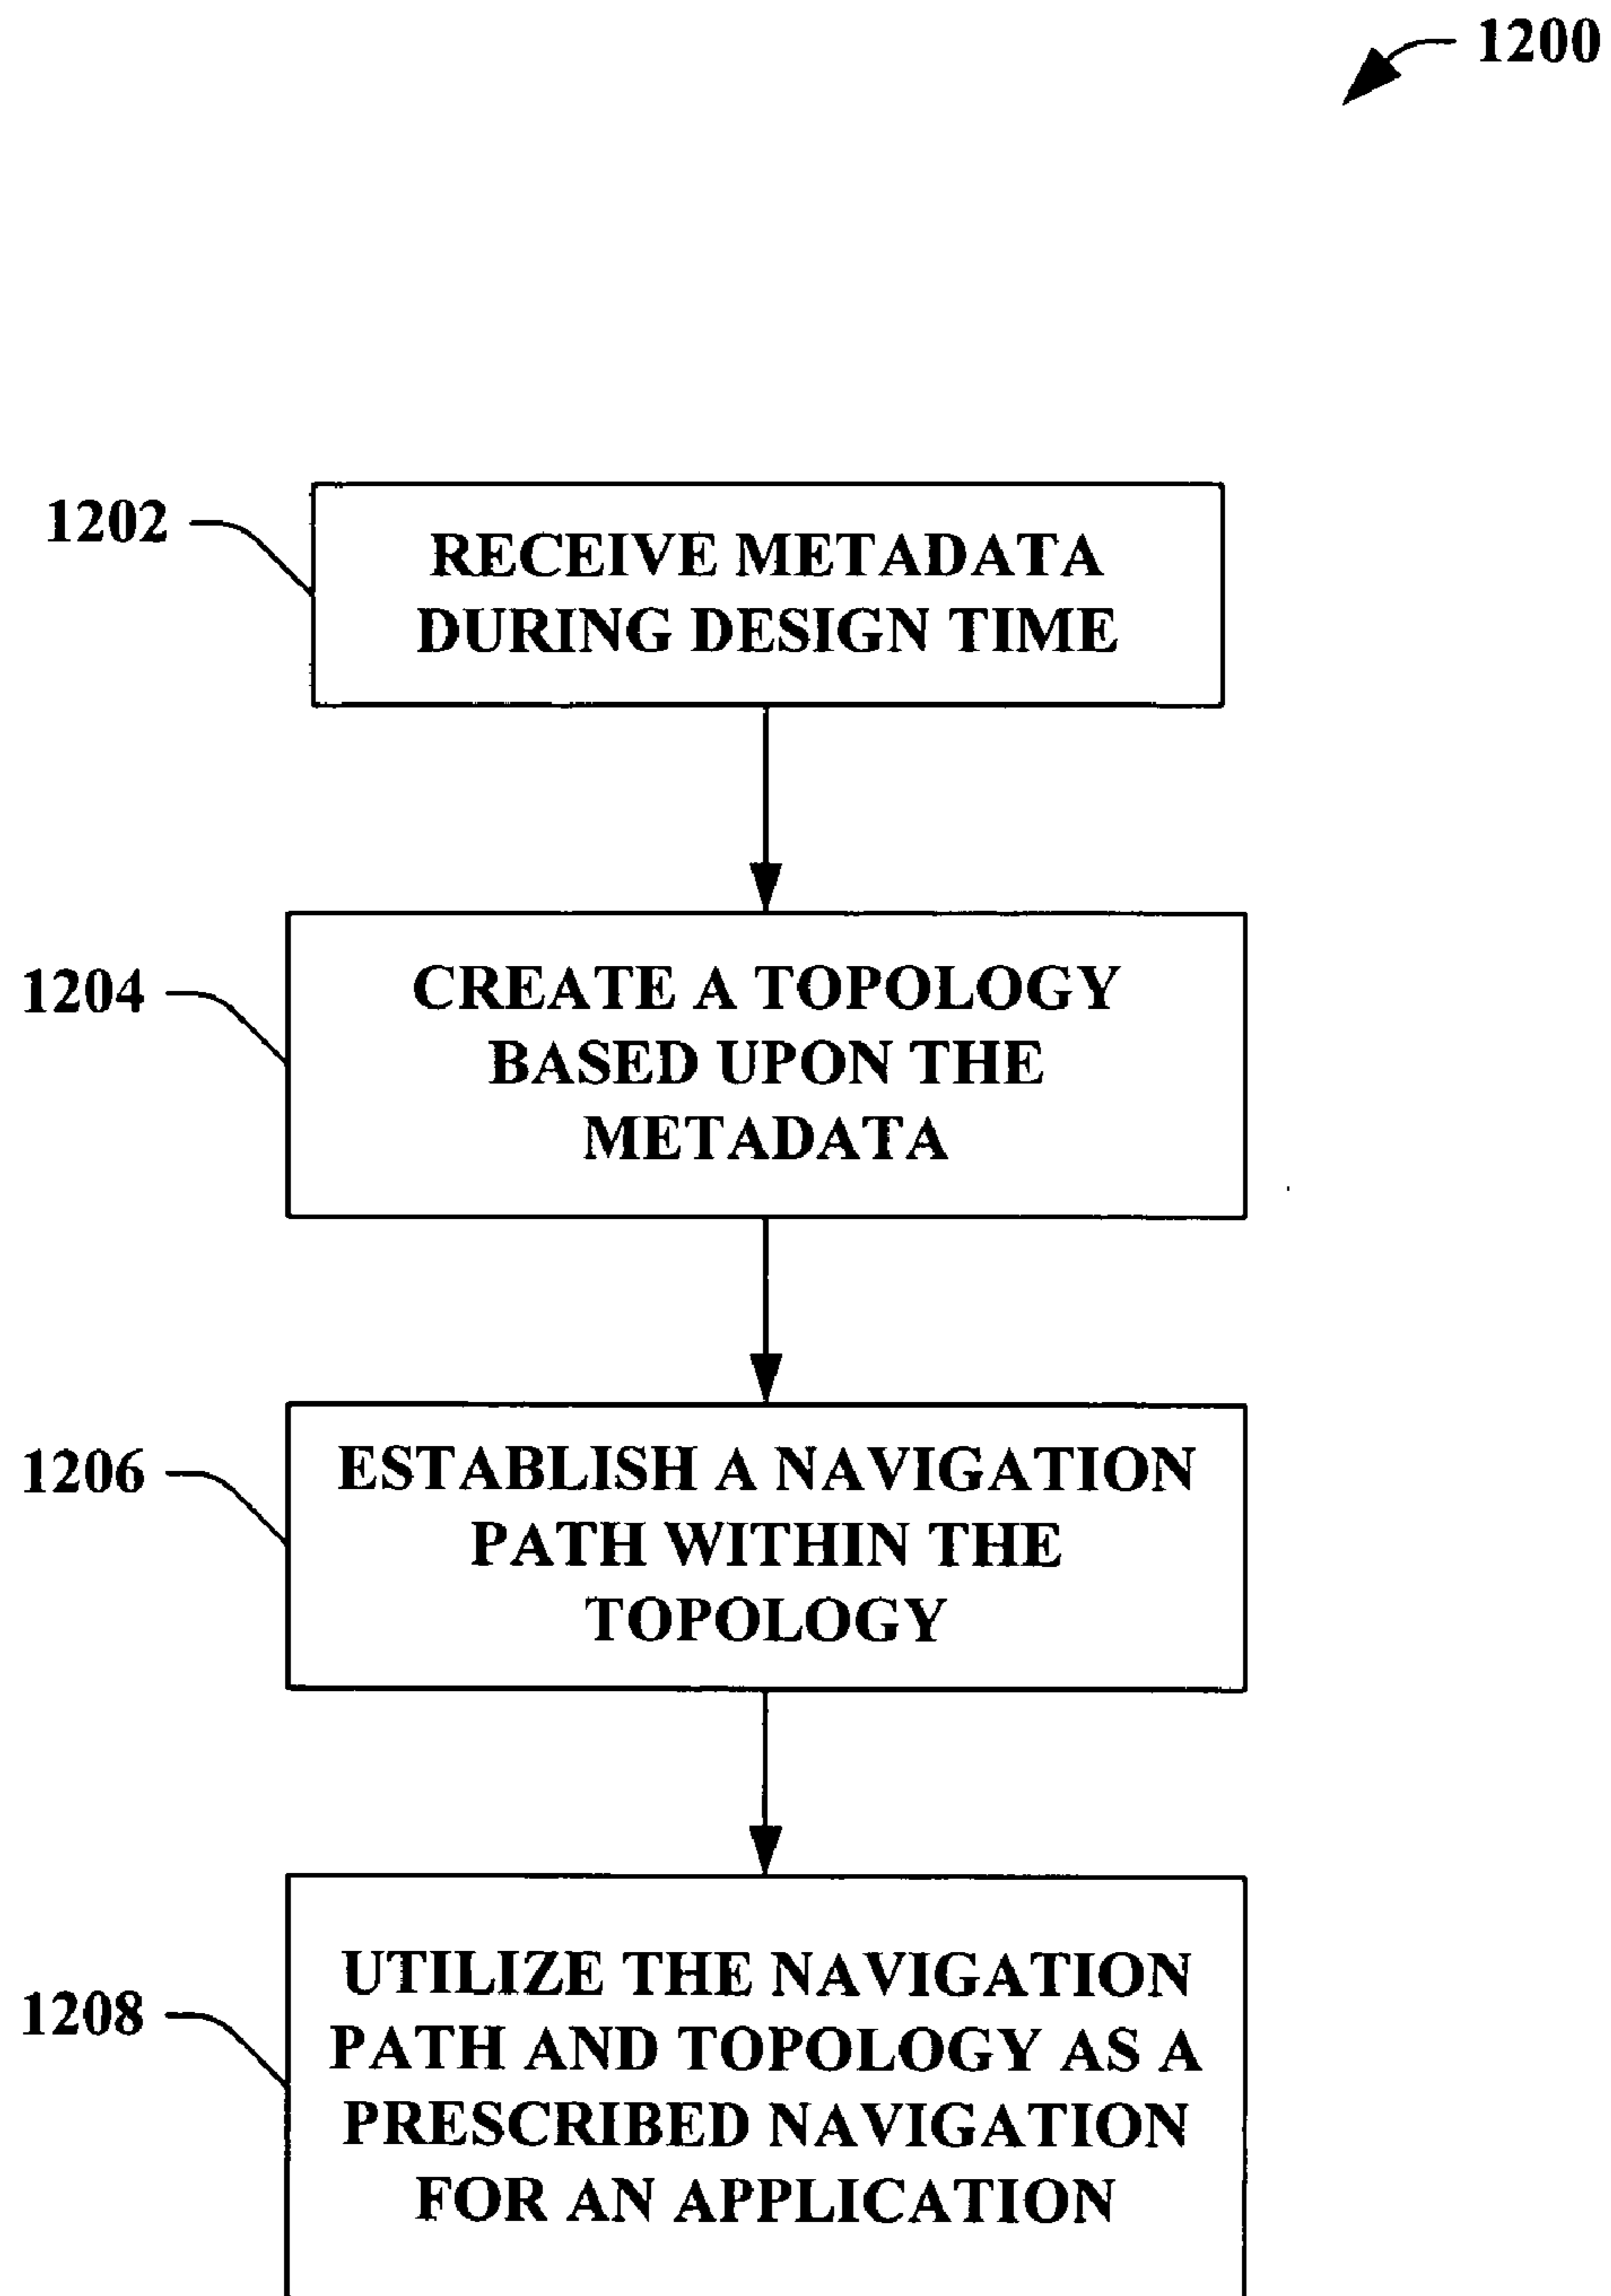 1200
1202
RECEIVE METADATA
DURING DESIGN TIME
1204
CREATE A TOPOLOGY
BASED UPON THE
METADATA
1206
ESTABLISH A NAVIGATION
PATH WITHIN THE
TOPOLOGY
1208
UTILIZE THE NAVIGATION
PATH AND TOPOLOGY AS A
PRESCRIBED NAVIGATION
FOR AN APPLICATION